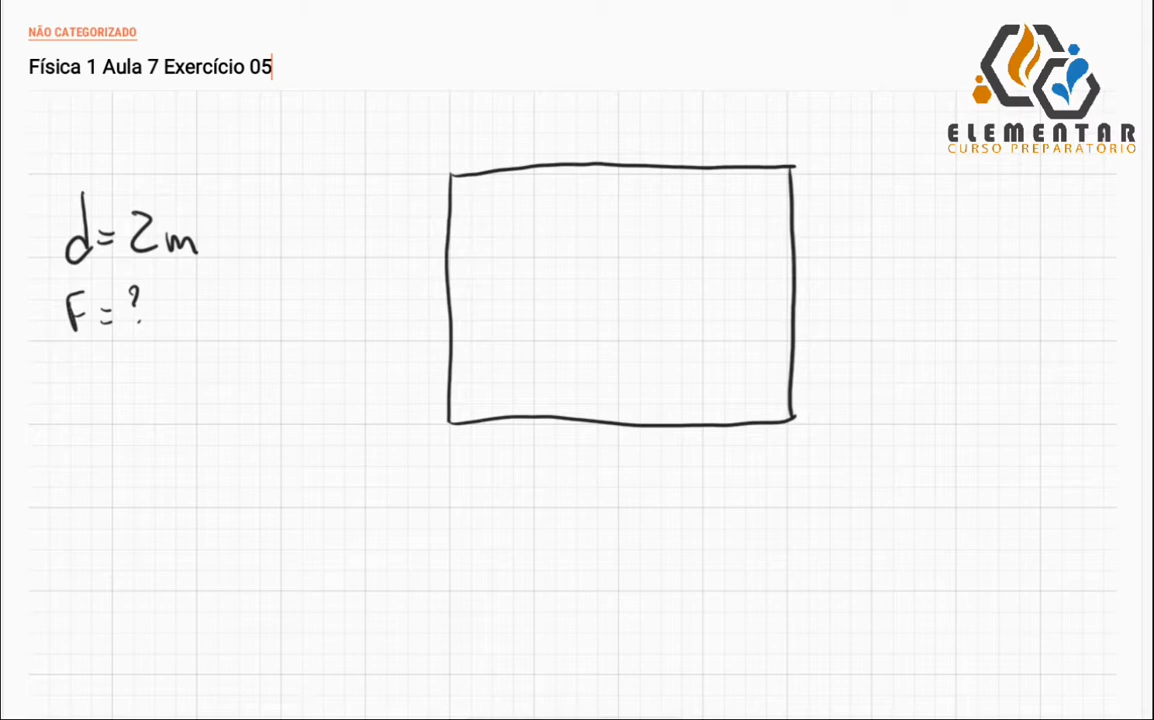 NÃO CATEGORIZADO
Física 1 Aula 7 Exercício 05
ELEMENTAR
CURSO PREPARATÓRIO
d = 2m
F = ?